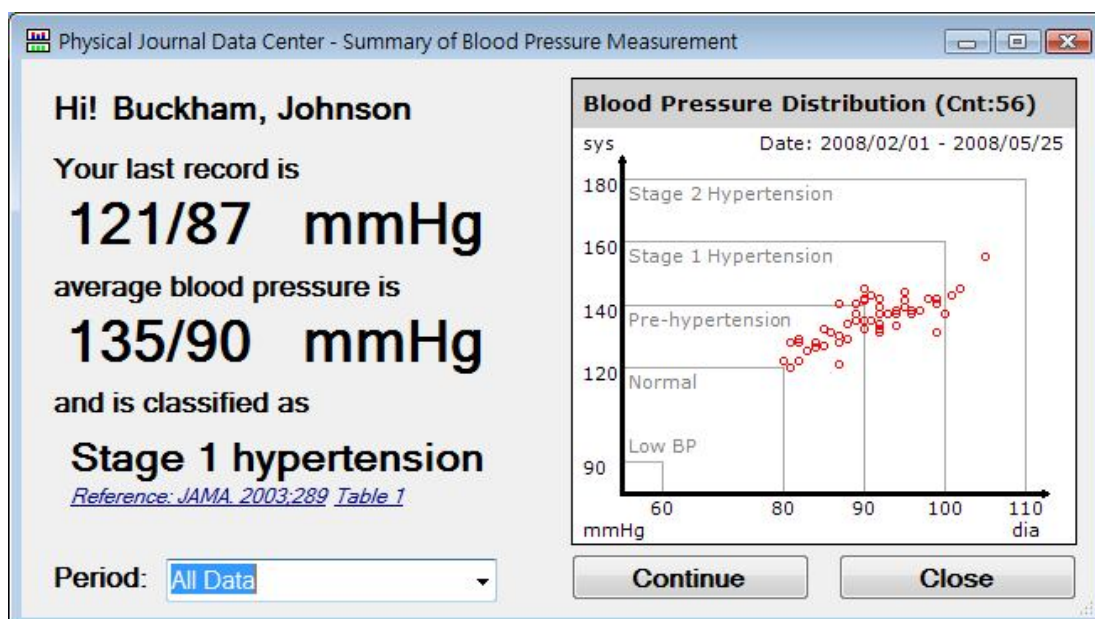 Physical Journal Data Center - Summary of Blood Pressure Measurement
Hi! Buckham, Johnson
Your last record is
121/87 mmHg
average blood pressure is
135/90 mmHg
and is classified as
Stage 1 hypertension
Reference: JAMA. 2003;289 Table 1
Period: All Data
Blood Pressure Distribution (Cnt:56)
sys Date: 2008/02/01 - 2008/05/25
180 Stage 2 Hypertension
160 Stage 1 Hypertension
140 Pre-hypertension
120 Normal
90 Low BP
60 80 90 100 110
mmHg dia
Continue Close